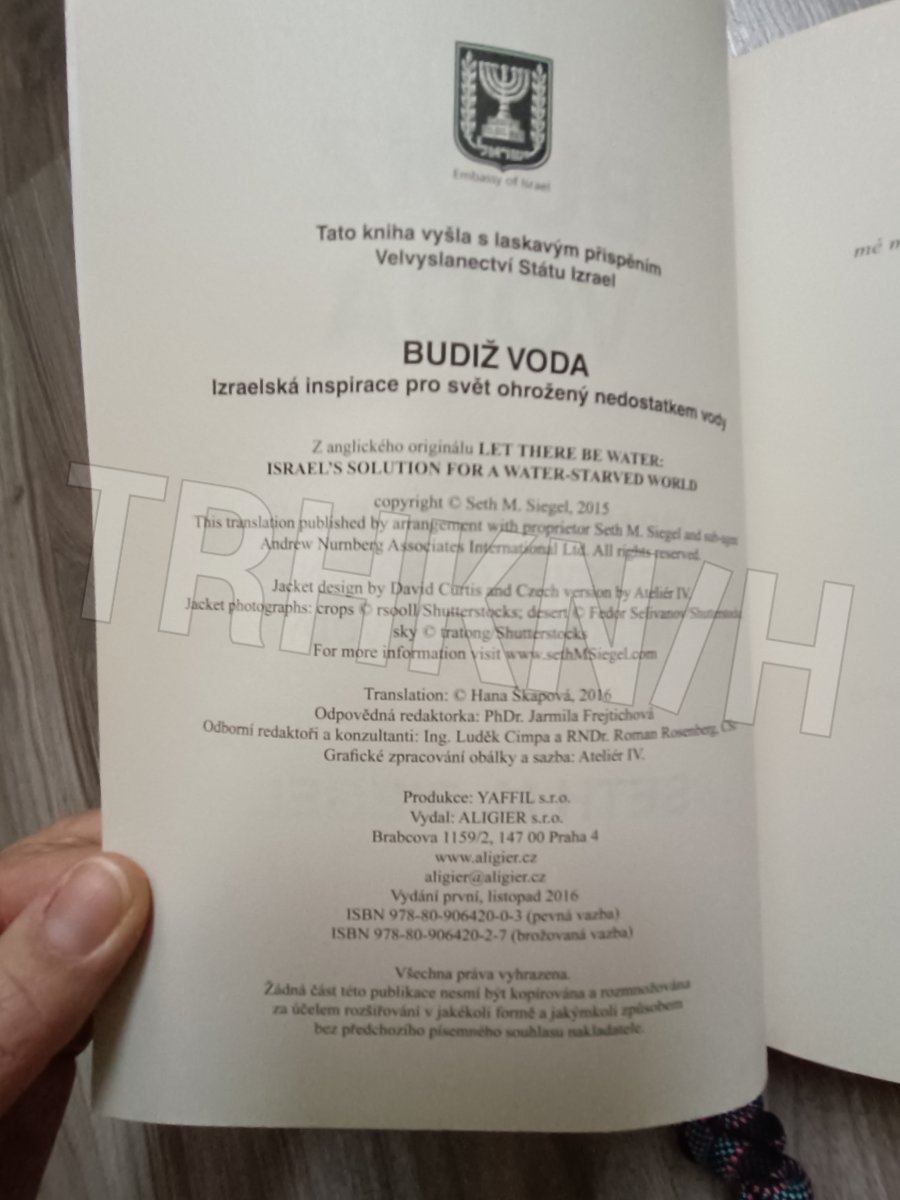 ישראל
Embassy of Israel
Tato kniha vyšla s laskavým přispěním
Velvyslanectví Státu Izrael
BUDIŽ VODA
Izraelská inspirace pro svět ohrožený nedostatkem vody
Z anglického originálu LET THERE BE WATER:
ISRAEL'S SOLUTION FOR A WATER-STARVED WORLD
copyright © Seth M. Siegel, 2015
This translation published by arrangement with proprietor Seth M. Siegel and
Andrew Nurnberg Associates International Ltd. All rights reserved.
Jacket design by David Curtis and Czech version by Ateliér IV.
Jacket photographs: crops © rsooll/Shutterstocks; desert © Fedor Selivanov/
sky © tratong/Shutterstocks
For more information visit www.sethMSiegel.com
Translation: © Hana Škapová, 2016
Odpovědná redaktorka: PhDr. Jarmila Frejtichová
Odborní redaktoři a konzultanti: Ing. Luděk Cimpa a RNDr. Roman Rosenberg,
Grafické zpracování obálky a sazba: Ateliér IV.
Produkce: YAFFIL s.r.o.
Vydal: ALIGIER s.r.o.
Brabcova 1159/2, 147 00 Praha 4
www.aligier.cz
aligier@aligier.cz
Vydání první, listopad 2016
ISBN 978-80-906420-0-3 (pevná vazba)
ISBN 978-80-906420-2-7 (brožovaná vazba)
Všechna práva vyhrazena.
Žádná část této publikace nesmí být kopírována a rozmnožována
za účelem rozšiřování v jakékoli formě a jakýmkoli způsobem
bez předchozího písemného souhlasu nakladatele.
mé
TRHKNI/H